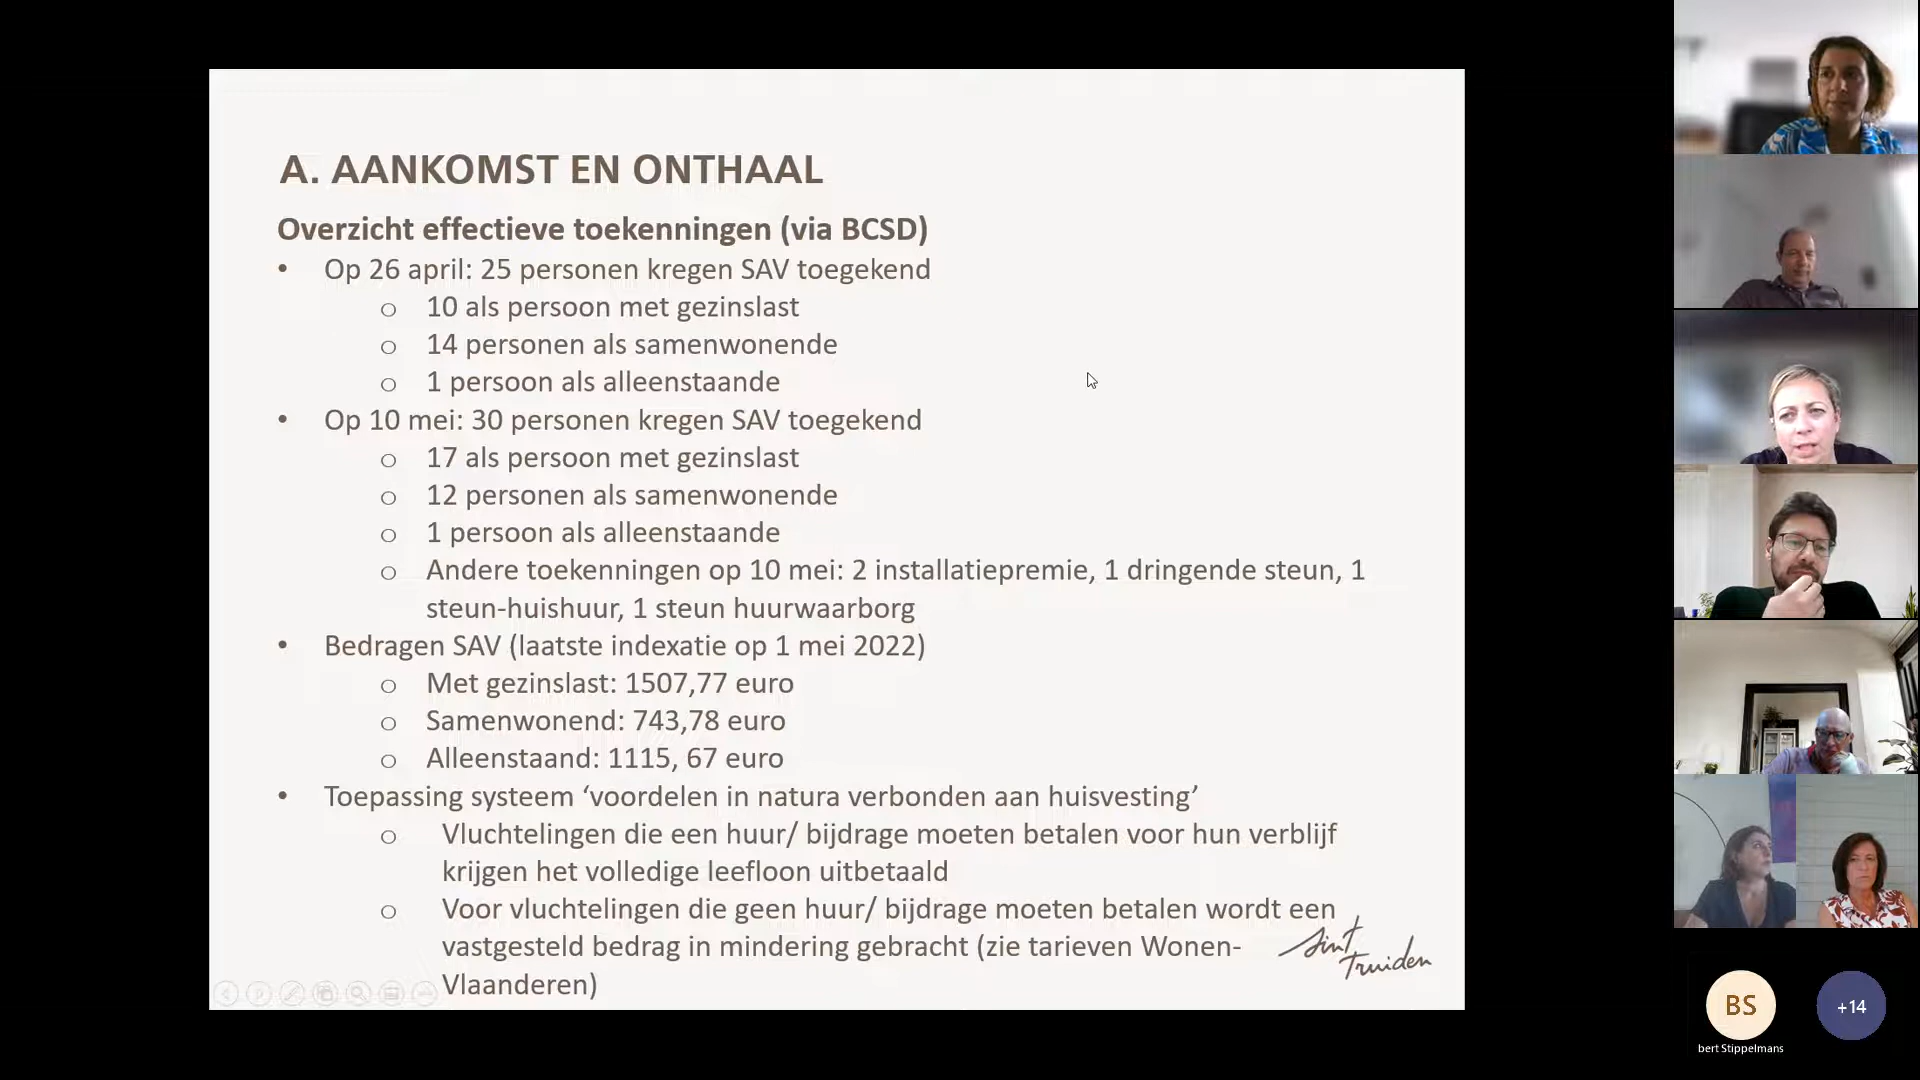 A. AANKOMST EN ONTHAAL
Overzicht effectieve toekenningen (via BCSD)
• Op 26 april: 25 personen kregen SAV toegekend
o 10 als persoon met gezinslast
o 14 personen als samenwonende
o 1 persoon als alleenstaande
• Op 10 mei: 30 personen kregen SAV toegekend
o 17 als persoon met gezinslast
o 12 personen als samenwonende
o 1 persoon als alleenstaande
o Andere toekenningen op 10 mei: 2 installatiepremie, 1 dringende steun, 1
steun-huishuur, 1 steun huurwaarborg
• Bedragen SAV (laatste indexatie op 1 mei 2022)
o Met gezinslast: 1507,77 euro
o Samenwonend: 743,78 euro
o Alleenstaand: 1115, 67 euro
• Toepassing systeem ‘voordelen in natura verbonden aan huisvesting’
o Vluchtelingen die een huur/ bijdrage moeten betalen voor hun verblijf
krijgen het volledige leefloon uitbetaald
o Voor vluchtelingen die geen huur/ bijdrage moeten betalen wordt een
vastgesteld bedrag in mindering gebracht (zie tarieven Wonen-
Vlaanderen)
Sint
Truiden
BS
+14
bert Stippelmans